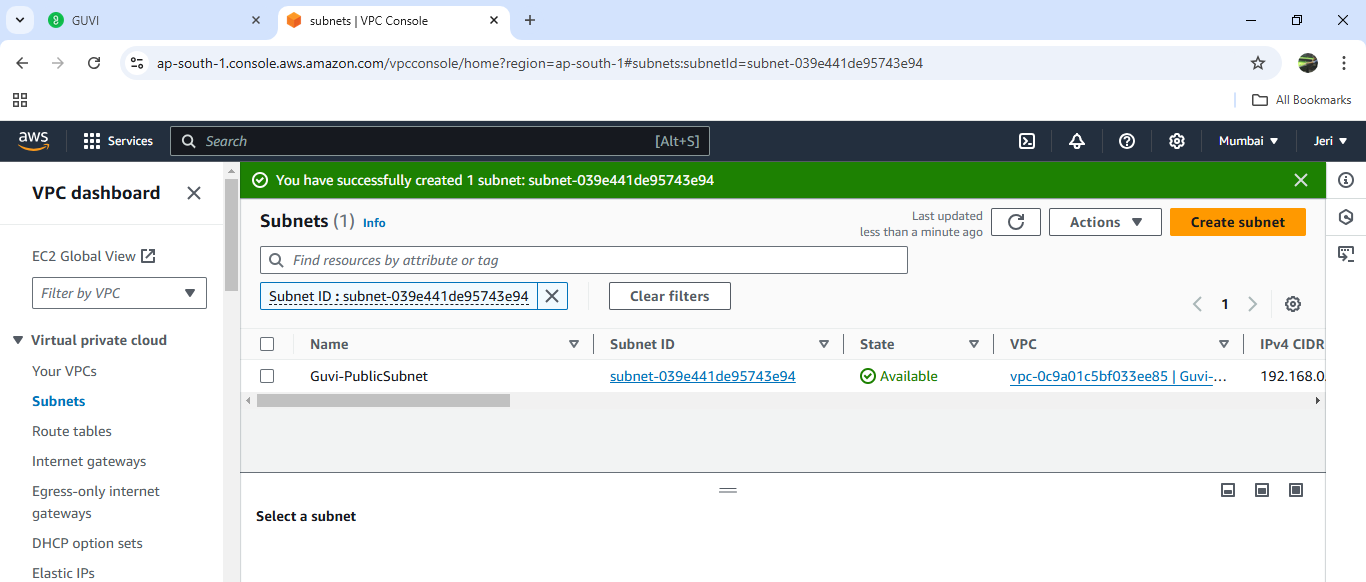 GUVI
subnets | VPC Console
ap-south-1.console.aws.amazon.com/vpcconsole/home?region=ap-south-1#subnets:subnetId=subnet-039e441de95743e94
All Bookmarks
aws
Services
Search
[Alt+S]
Mumbai
Jeri
VPC dashboard
EC2 Global View
Filter by VPC
Virtual private cloud
Your VPCs
Subnets
Route tables
Internet gateways
Egress-only internet
gateways
DHCP option sets
Elastic IPs
You have successfully created 1 subnet: subnet-039e441de95743e94
Subnets (1) Info
Last updated
less than a minute ago
Actions
Create subnet
Find resources by attribute or tag
Subnet ID : subnet-039e441de95743e94
Clear filters
1
Name Subnet ID State VPC IPv4 CIDR
Guvi-PublicSubnet subnet-039e441de95743e94 Available vpc-0c9a01c5bf033ee85 | Guvi-... 192.168.0
Select a subnet